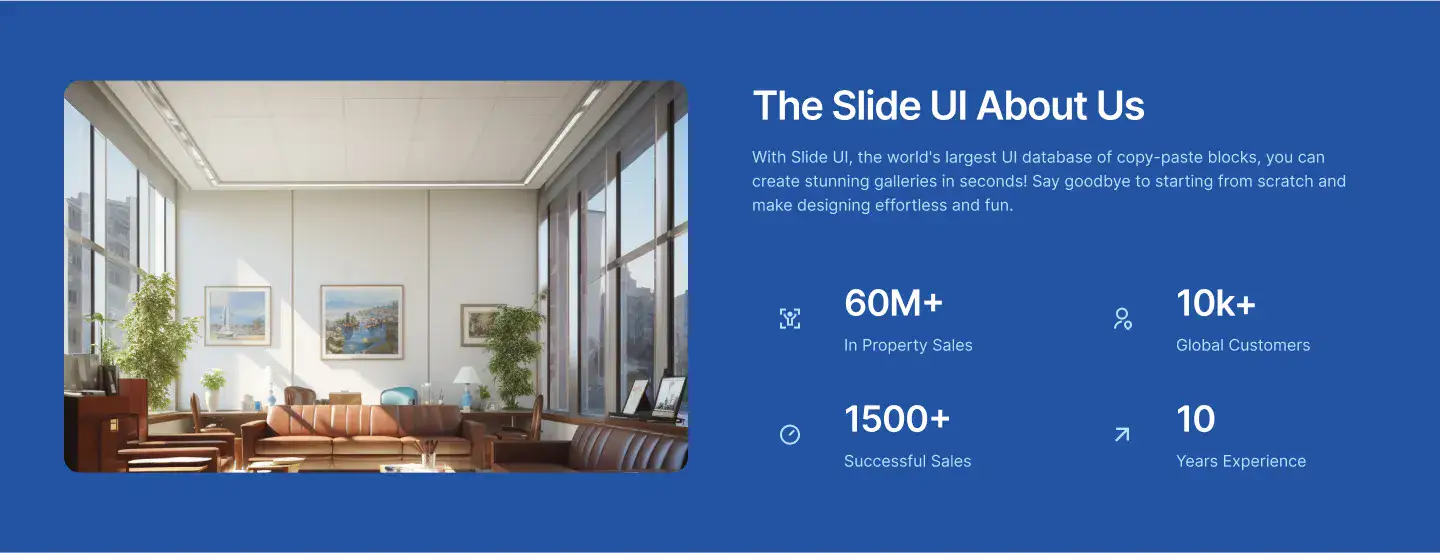 The Slide UI About Us
With Slide UI, the world's largest UI database of copy-paste blocks, you can
create stunning galleries in seconds! Say goodbye to starting from scratch and
make designing effortless and fun.
60M+
In Property Sales
10k+
Global Customers
1500+
Successful Sales
10
Years Experience